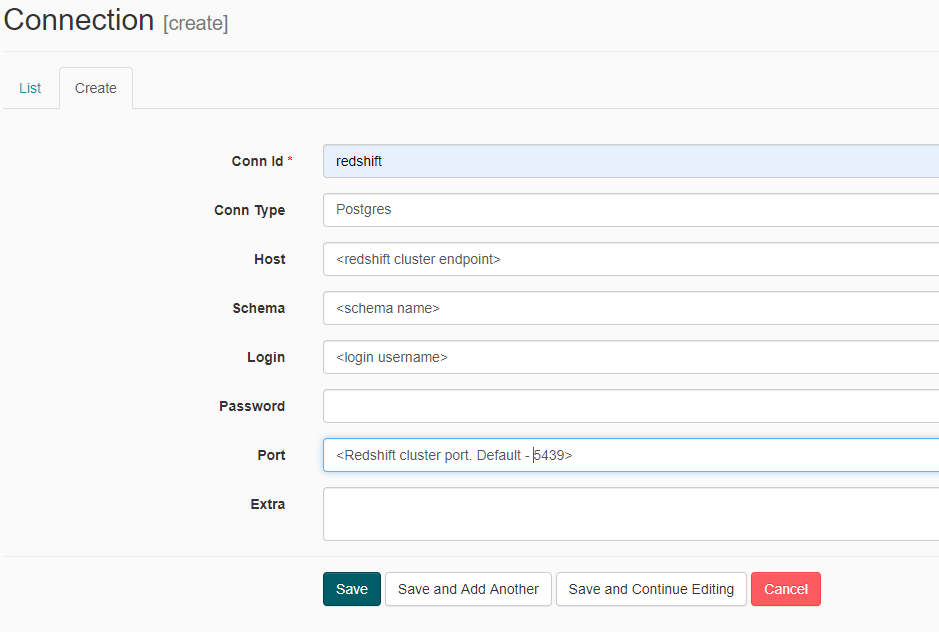 Connection [create]
List Create
Conn Id * redshift
Conn Type Postgres
Host <redshift cluster endpoint>
Schema <schema name>
Login <login username>
Password
Port <Redshift cluster port. Default - 5439>
Extra
Save Save and Add Another Save and Continue Editing Cancel